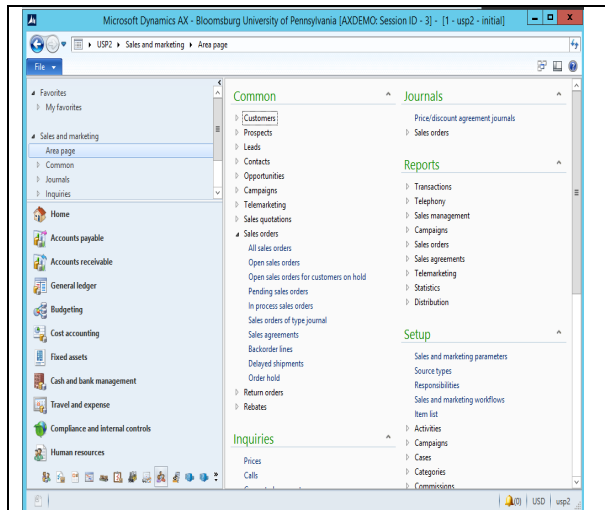 Microsoft Dynamics AX - Bloomsburg University of Pennsylvania [AXDEMO: Session ID - 3] - [1 - usp2 - initial]
USP2 Sales and marketing Area page
File
Favorites
My favorites
Sales and marketing
Area page
Common
Journals
Inquiries
Home
Accounts payable
Accounts receivable
General ledger
Budgeting
Cost accounting
Fixed assets
Cash and bank management
Travel and expense
Compliance and internal controls
Human resources
Common
Customers
Prospects
Leads
Contacts
Opportunities
Campaigns
Telemarketing
Sales quotations
Sales orders
All sales orders
Open sales orders
Open sales orders for customers on hold
Pending sales orders
In process sales orders
Sales orders of type journal
Sales agreements
Backorder lines
Delayed shipments
Order hold
Return orders
Rebates
Inquiries
Prices
Calls
Journals
Price/discount agreement journals
Sales orders
Reports
Transactions
Telephony
Sales management
Campaigns
Sales orders
Sales agreements
Telemarketing
Statistics
Distribution
Setup
Sales and marketing parameters
Source types
Responsibilities
Sales and marketing workflows
Item list
Activities
Campaigns
Cases
Categories
Commissions
(0) USD usp2